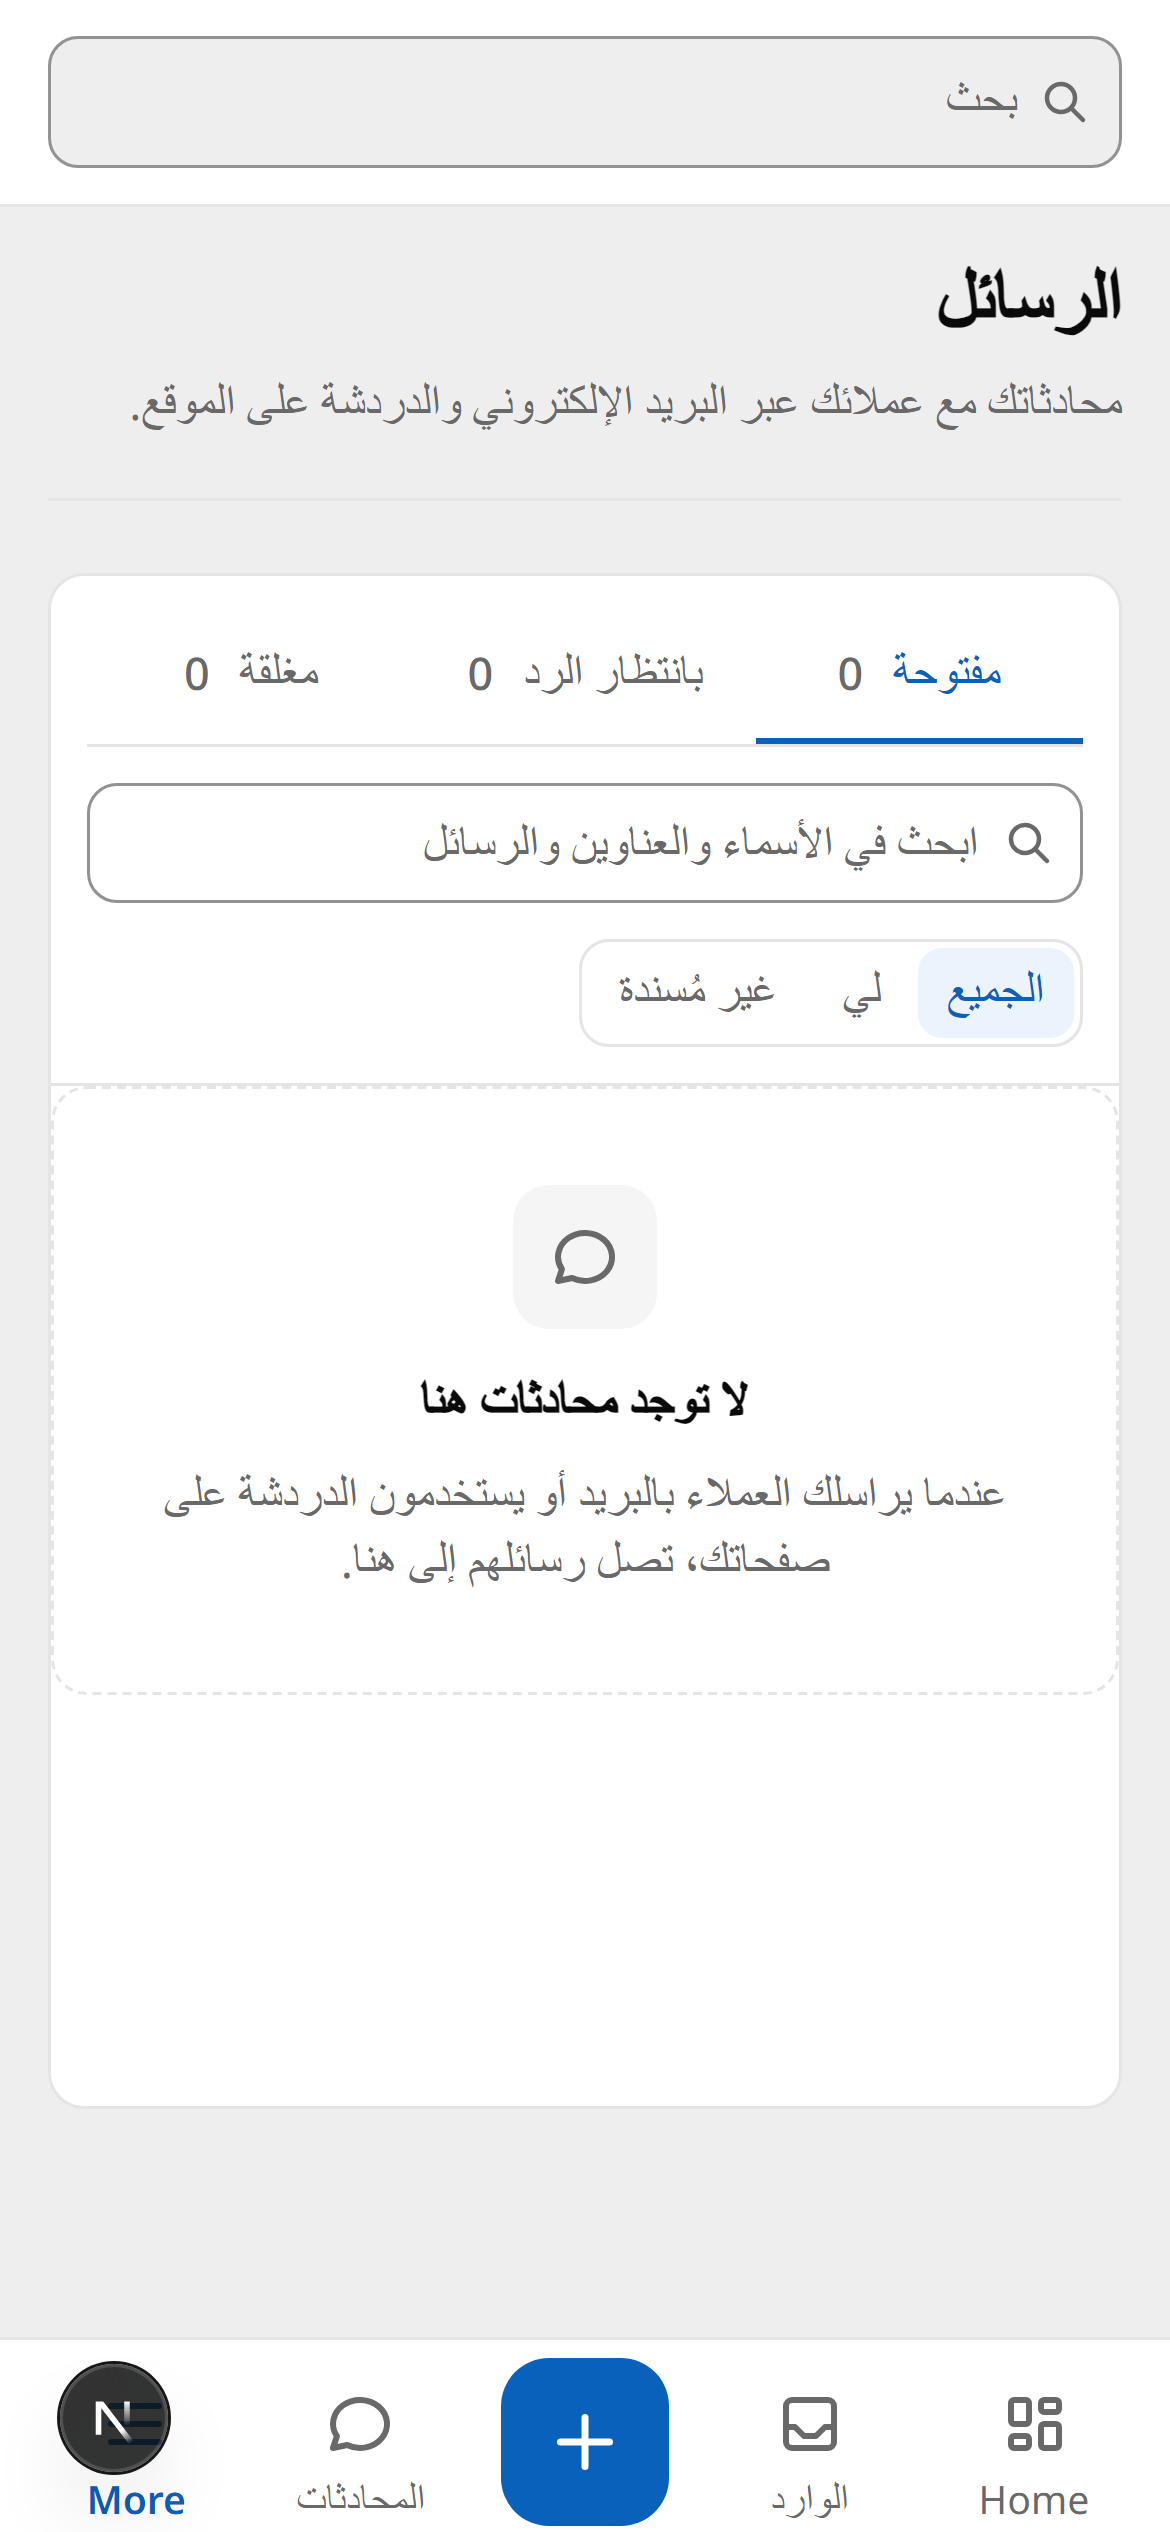 بحث
الرسائل
محادثاتك مع عملائك عبر البريد الإلكتروني والدردشة على الموقع.
مفتوحة 0 بانتظار الرد 0 مغلقة 0
ابحث في الأسماء والعناوين والرسائل
الجميع لي غير مُسندة
لا توجد محادثات هنا
عندما يراسلك العملاء بالبريد أو يستخدمون الدردشة على
صفحاتك، تصل رسائلهم إلى هنا.
Home الوارد المحادثات More
N